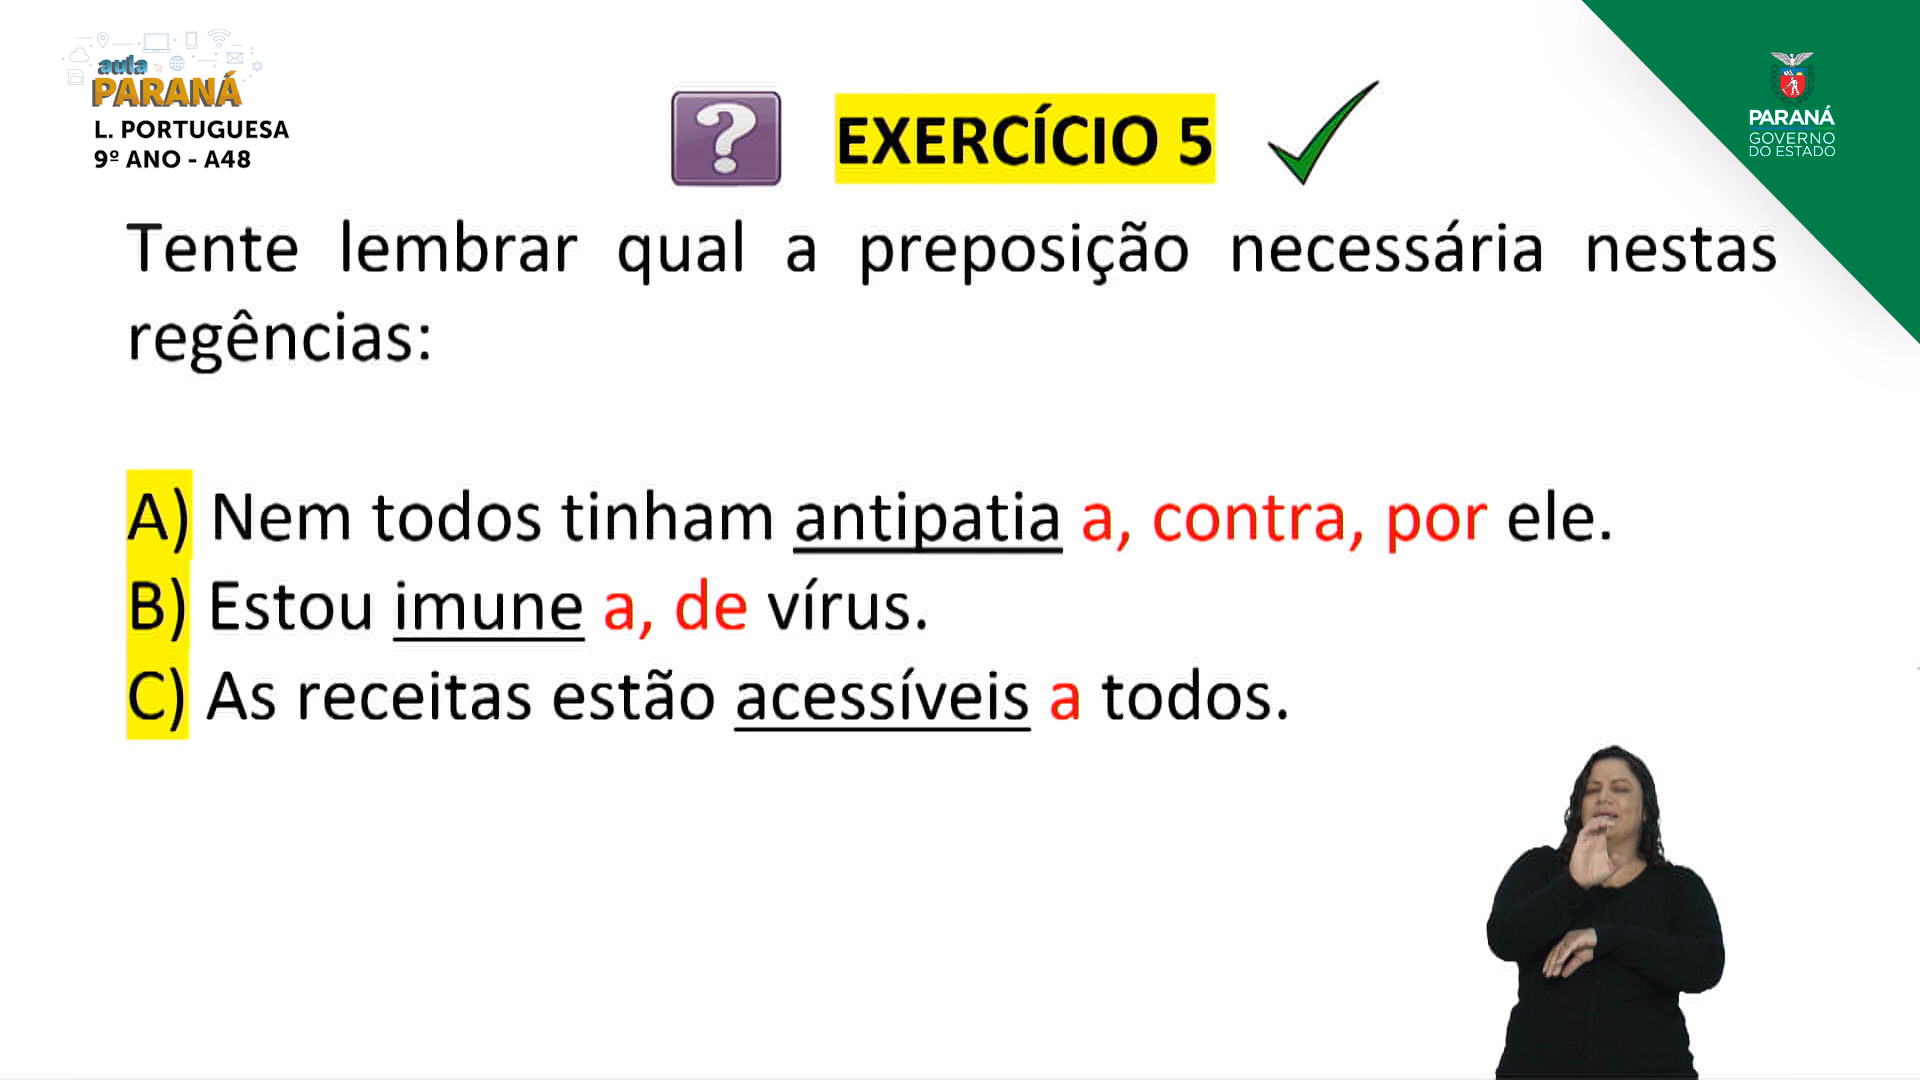 aula
PARANÁ
L. PORTUGUESA
9º ANO - A48
? EXERCÍCIO 5
PARANÁ
GOVERNO
DO ESTADO
Tente lembrar qual a preposição necessária nestas
regências:
A) Nem todos tinham antipatia a, contra, por ele.
B) Estou imune a, de vírus.
C) As receitas estão acessíveis a todos.